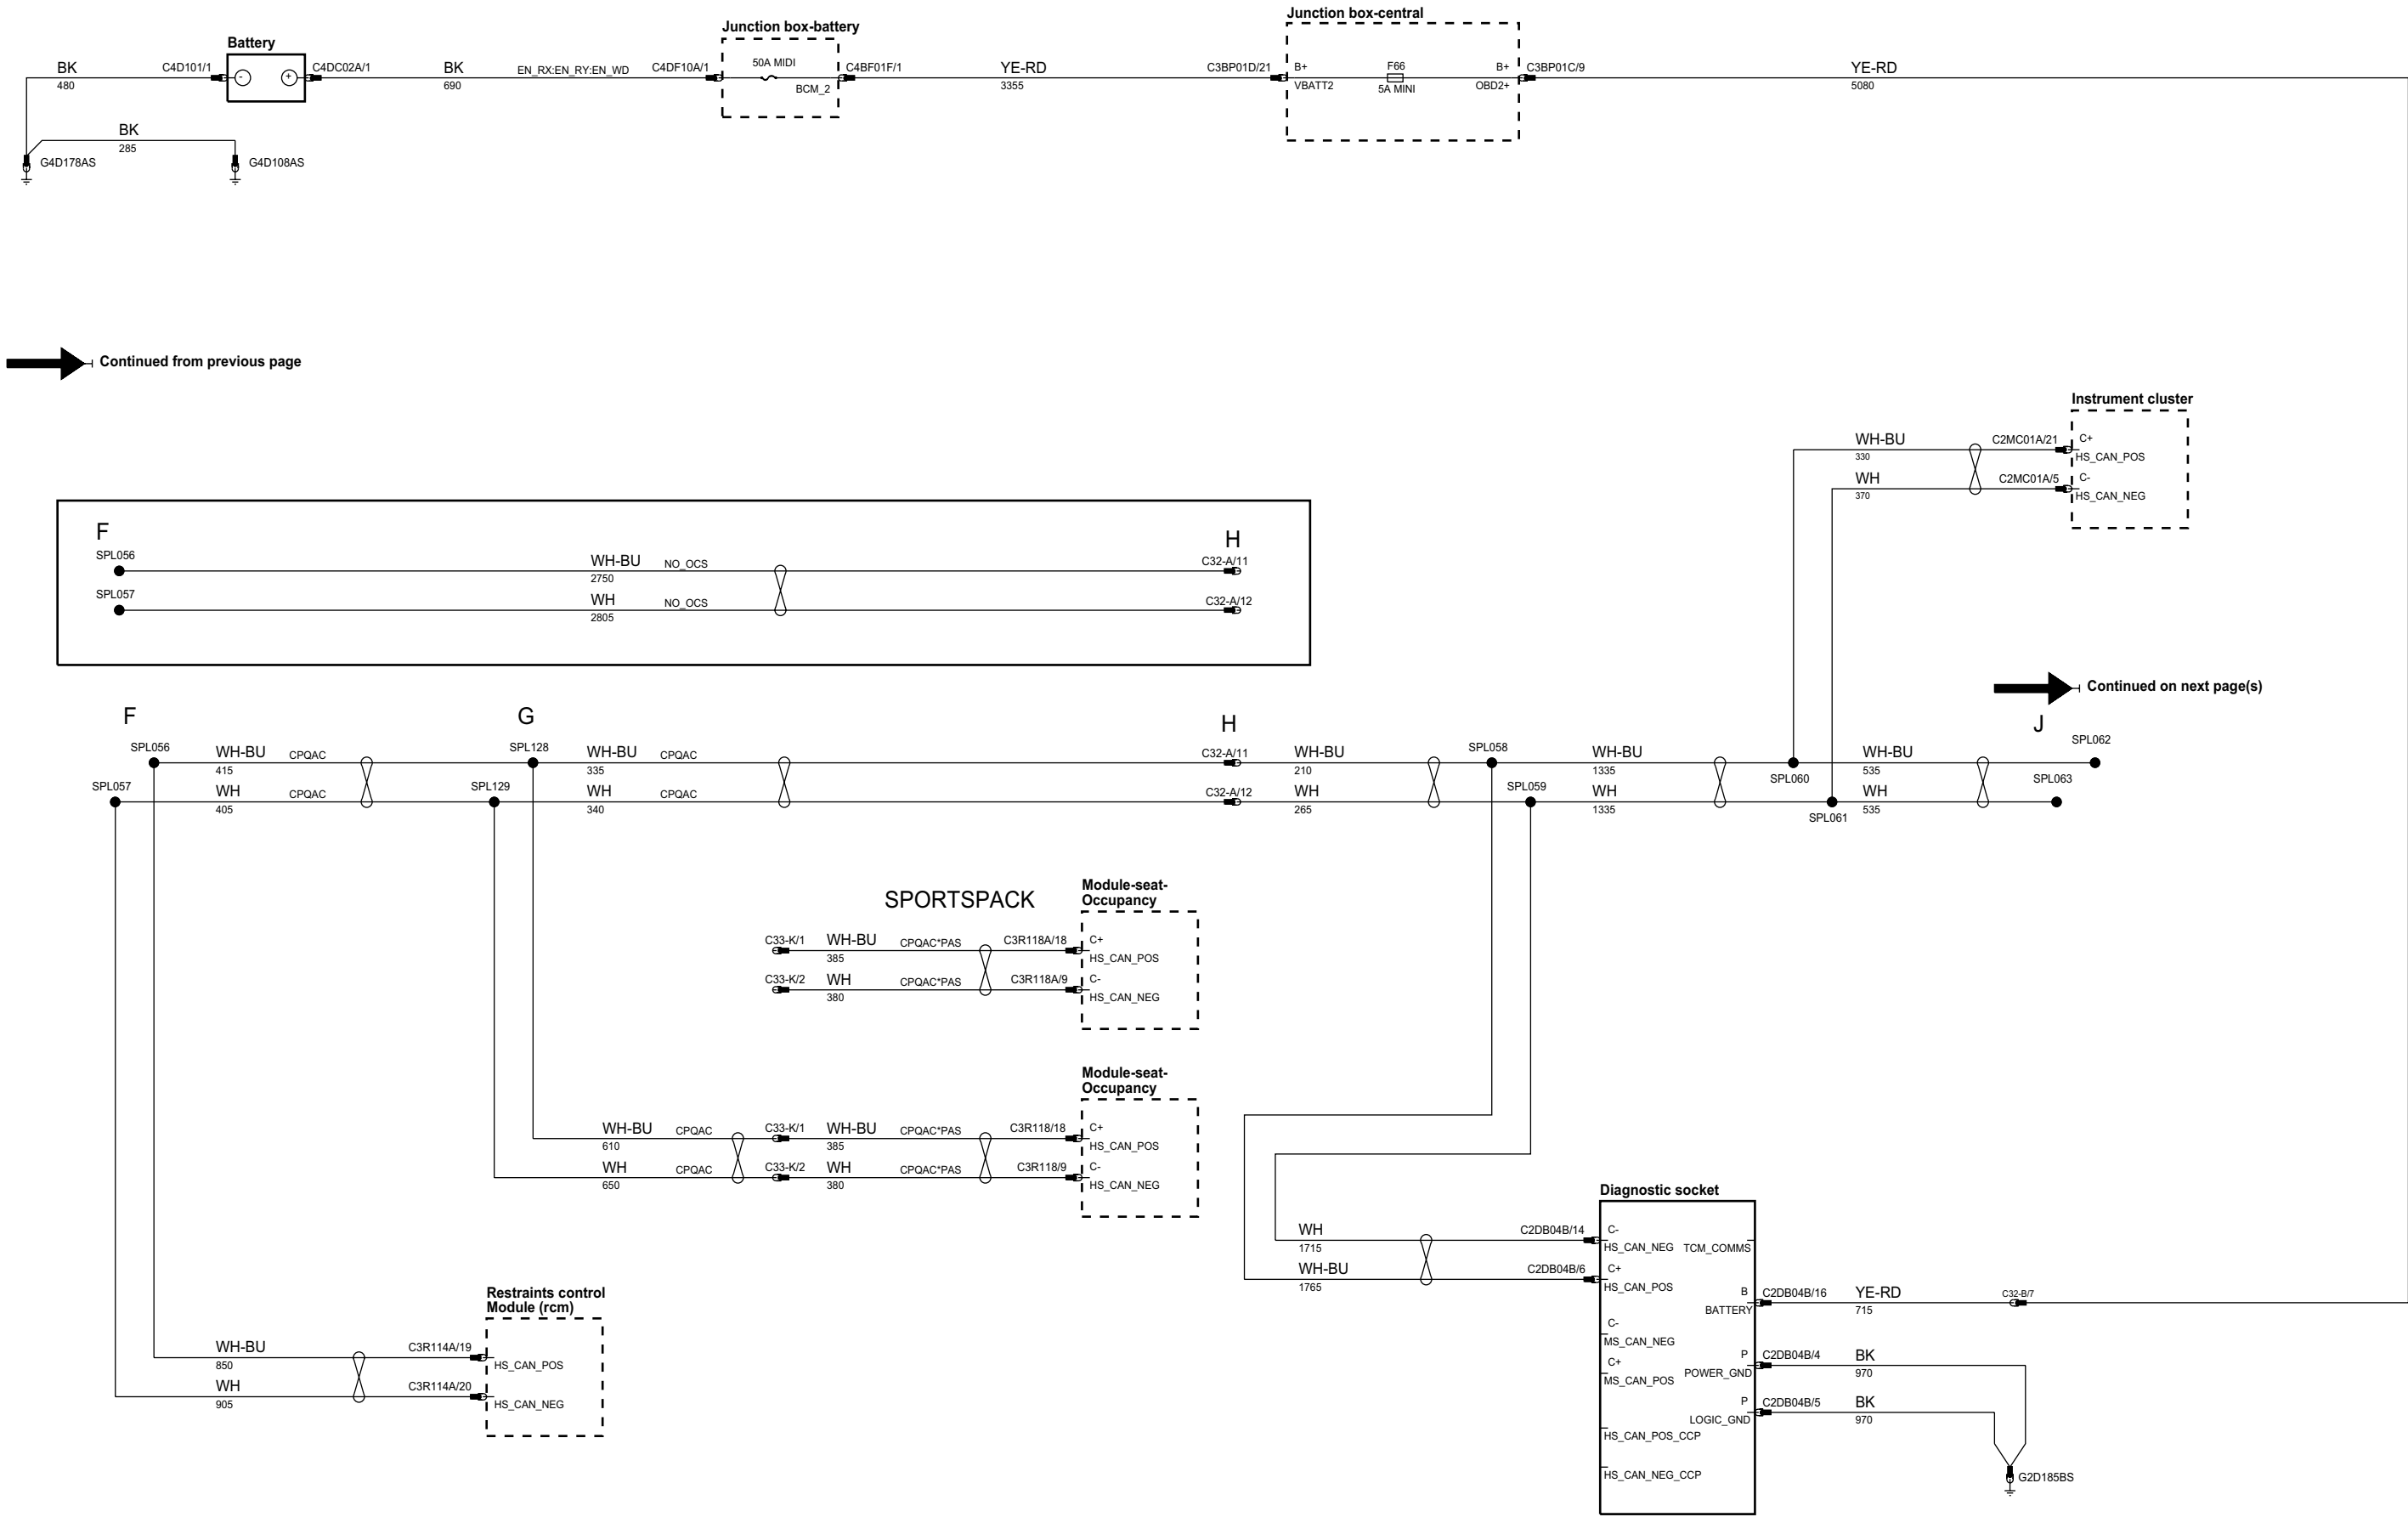 Junction box-central
Junction box-battery
Battery
BK
480
C4D101/1
-
+
C4DC02A/1
BK
690
EN_RX:EN_RY:EN_WD
C4DF10A/1
50A MIDI
BCM_2
C4BF01F/1
YE-RD
3355
C3BP01D/21
B+
VBATT2
F66
5A MINI
B+
OBD2+
C3BP01C/9
YE-RD
5080
BK
285
G4D178AS
G4D108AS
Continued from previous page
Instrument cluster
WH-BU
330
C2MC01A/21
C+
HS_CAN_POS
WH
370
C2MC01A/5
C-
HS_CAN_NEG
F
H
SPL056
WH-BU
2750
NO_OCS
C32-A/11
SPL057
WH
2805
NO_OCS
C32-A/12
Continued on next page(s)
F
G
H
J
SPL056
WH-BU
415
CPQAC
SPL128
WH-BU
335
CPQAC
C32-A/11
WH-BU
210
SPL058
WH-BU
1335
SPL060
WH-BU
535
SPL062
SPL057
WH
405
CPQAC
SPL129
WH
340
CPQAC
C32-A/12
WH
265
SPL059
WH
1335
SPL061
WH
535
SPL063
SPORTSPACK
Module-seat-
Occupancy
C33-K/1
WH-BU
385
CPQAC*PAS
C3R118A/18
C+
HS_CAN_POS
C33-K/2
WH
380
CPQAC*PAS
C3R118A/9
C-
HS_CAN_NEG
Module-seat-
Occupancy
WH-BU
610
CPQAC
C33-K/1
WH-BU
385
CPQAC*PAS
C3R118/18
C+
HS_CAN_POS
WH
650
CPQAC
C33-K/2
WH
380
CPQAC*PAS
C3R118/9
C-
HS_CAN_NEG
Diagnostic socket
WH
1715
C2DB04B/14
C-
HS_CAN_NEG
TCM_COMMS
WH-BU
1765
C2DB04B/6
C+
HS_CAN_POS
B
BATTERY
C2DB04B/16
YE-RD
715
C32-B/7
C-
MS_CAN_NEG
C+
MS_CAN_POS
P
POWER_GND
C2DB04B/4
BK
970
P
LOGIC_GND
C2DB04B/5
BK
970
HS_CAN_POS_CCP
HS_CAN_NEG_CCP
G2D185BS
Restraints control
Module (rcm)
WH-BU
850
C3R114A/19
HS_CAN_POS
WH
905
C3R114A/20
HS_CAN_NEG